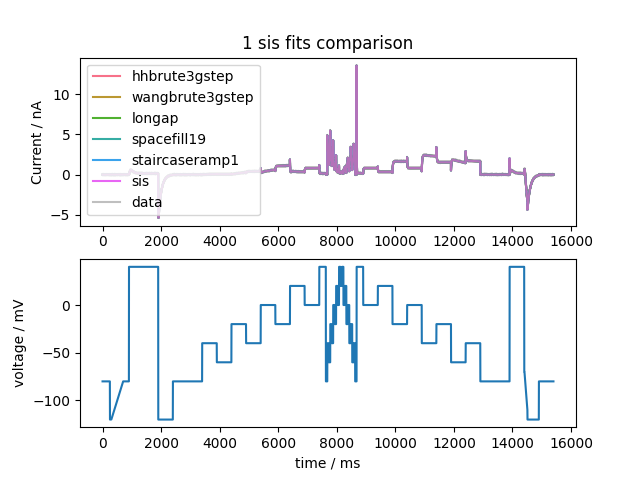 1 sis fits comparison
Current / nA
10
5
0
−5
hhbrute3gstep
wangbrute3gstep
longap
spacefill19
staircaseramp1
sis
data
0 2000 4000 6000 8000 10000 12000 14000 16000
voltage / mV
0
−50
−100
0 2000 4000 6000 8000 10000 12000 14000 16000
time / ms